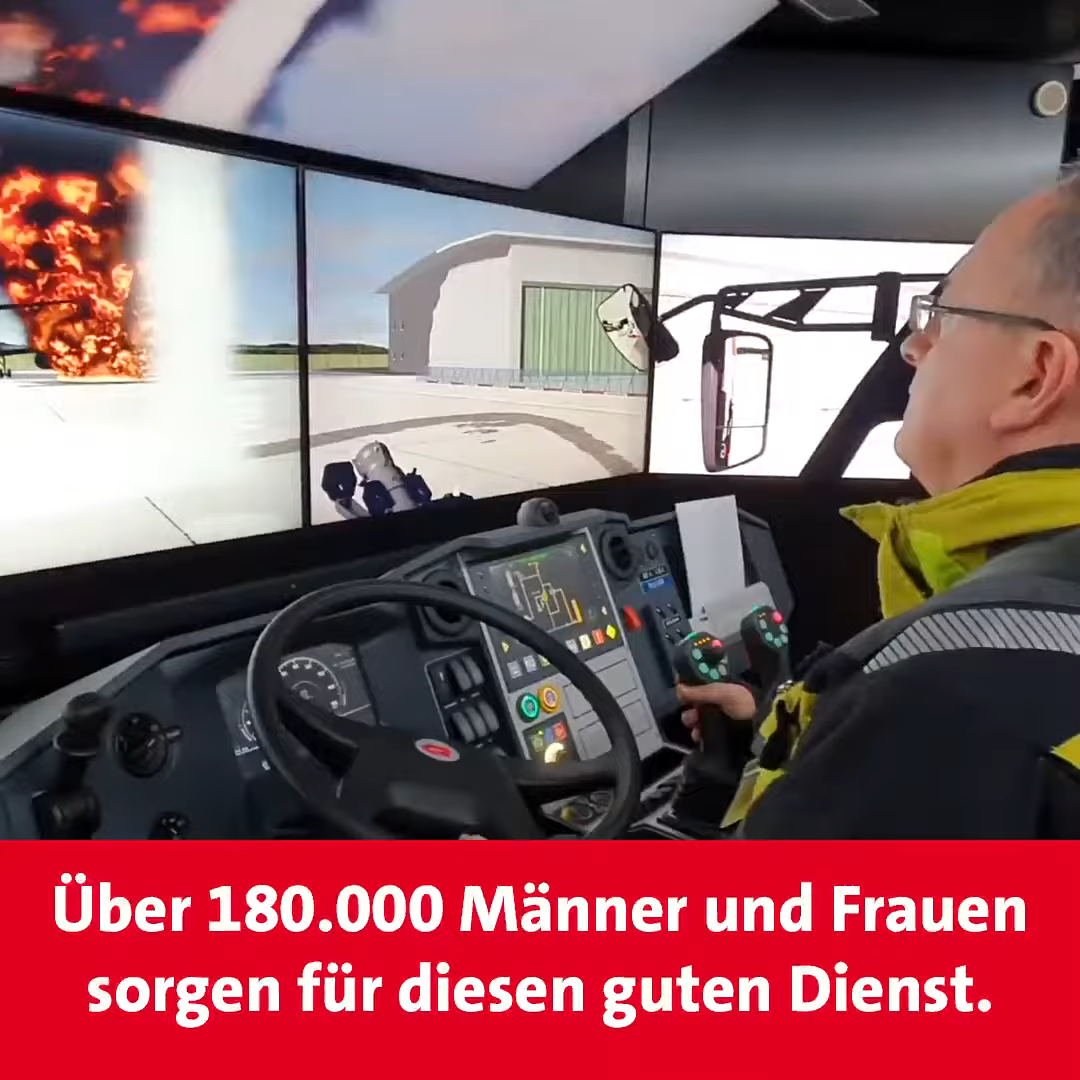 Über 180.000 Männer und Frauen
sorgen für diesen guten Dienst.